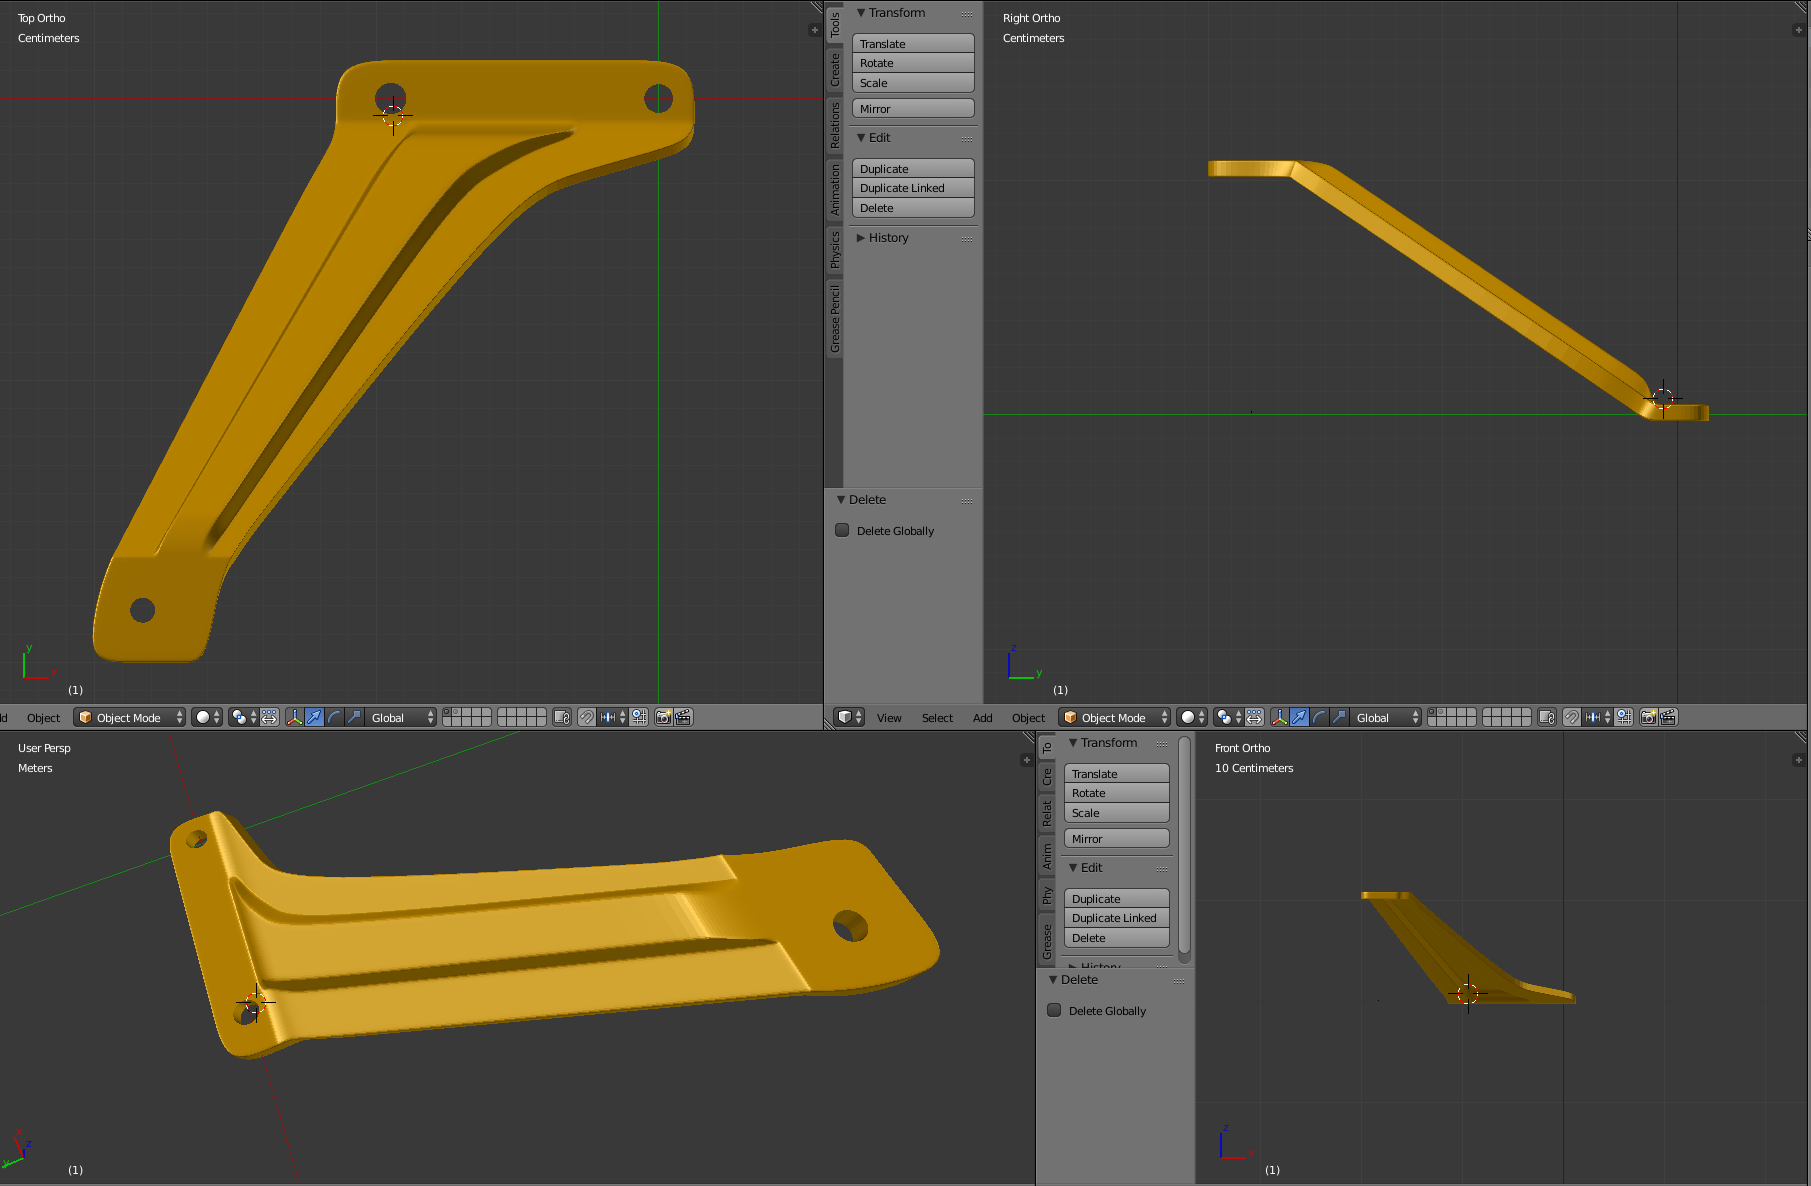 Top Ortho
Centimeters
y
x
(1)
Tools
Create
Relations
Animation
Physics
Grease Pencil
Transform
Translate
Rotate
Scale
Mirror
Edit
Duplicate
Duplicate Linked
Delete
History
Delete
Delete Globally
Right Ortho
Centimeters
z
y
(1)
d
Object
Object Mode
Global
View
Select
Add
Object
Object Mode
Global
User Persp
Meters
x
z
y
(1)
To
Cre
Relat
Anim
Phy
Grease
Transform
Translate
Rotate
Scale
Mirror
Edit
Duplicate
Duplicate Linked
Delete
History
Delete
Delete Globally
Front Ortho
10 Centimeters
z
x
(1)